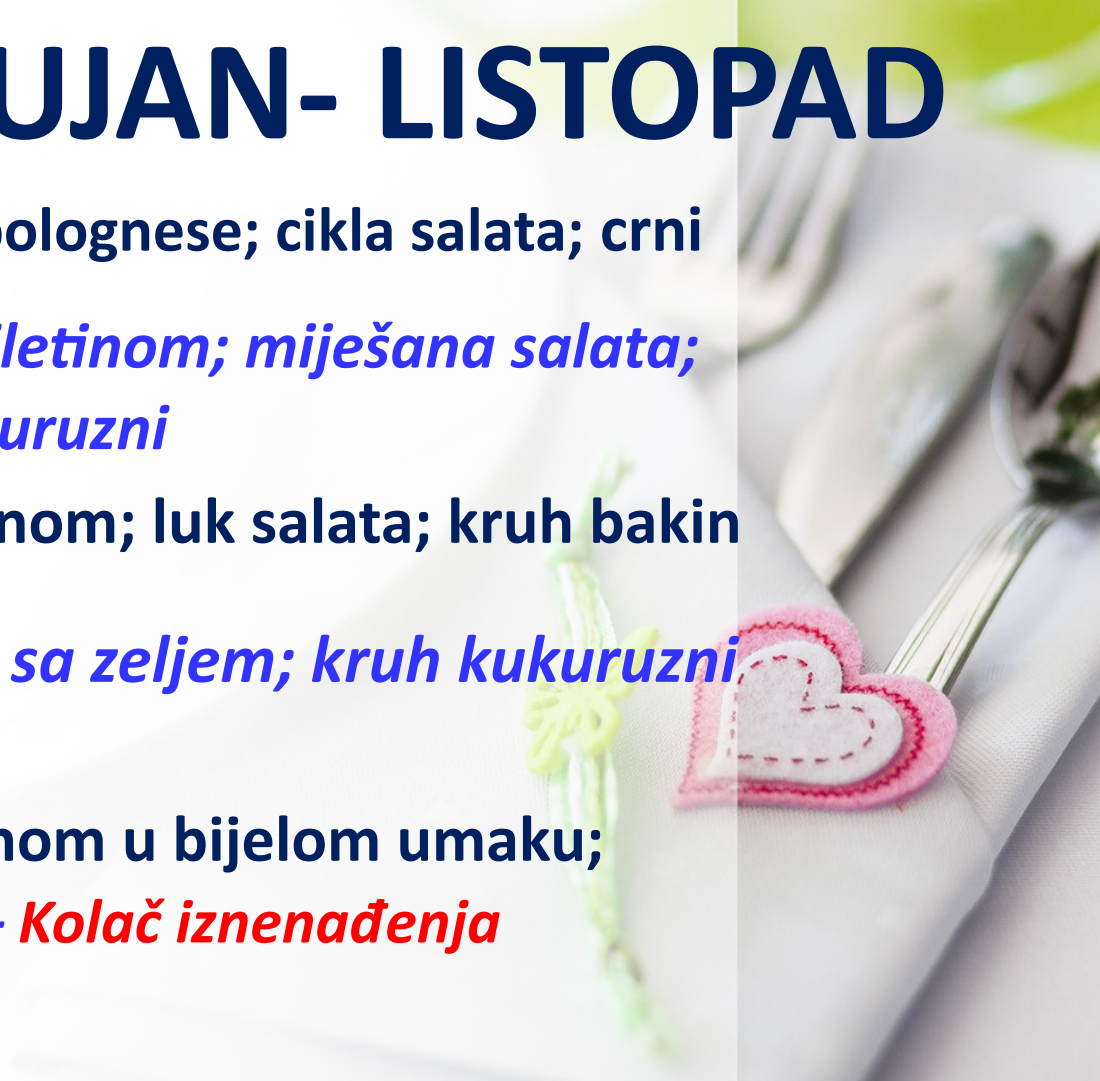 UJAN- LISTOPAD
bolognese; cikla salata; crni
iletinom; miješana salata;
uruzni
nom; luk salata; kruh bakin
sa zeljem; kruh kukuruzni
nom u bijelom umaku;
- Kolač iznenađenja